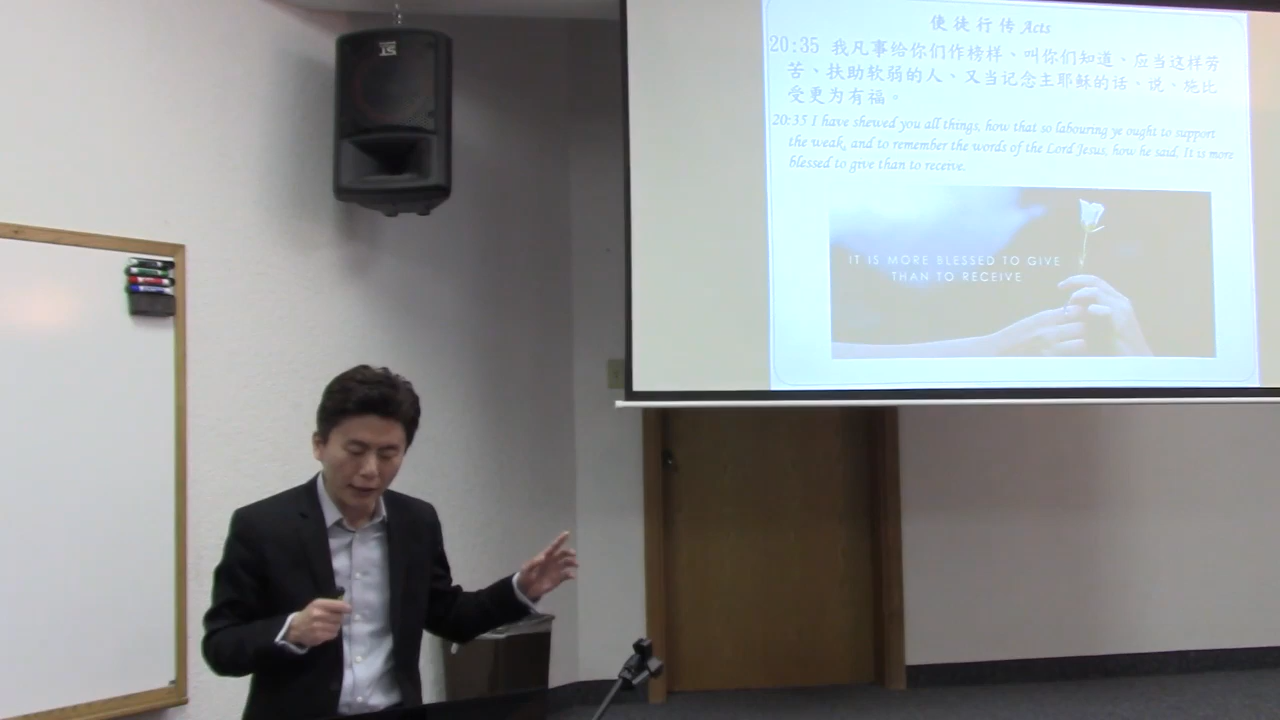 使徒行传 Acts
20:35 我凡事给你们作榜样、叫你们知道、应当这样劳
苦、扶助软弱的人、又当记念主耶稣的话、说、施比
受更为有福。
20:35 I have shewed you all things, how that so labouring ye ought to support
the weak, and to remember the words of the Lord Jesus, how he said, It is more
blessed to give than to receive.
IT IS MORE BLESSED TO GIVE
THAN TO RECEIVE